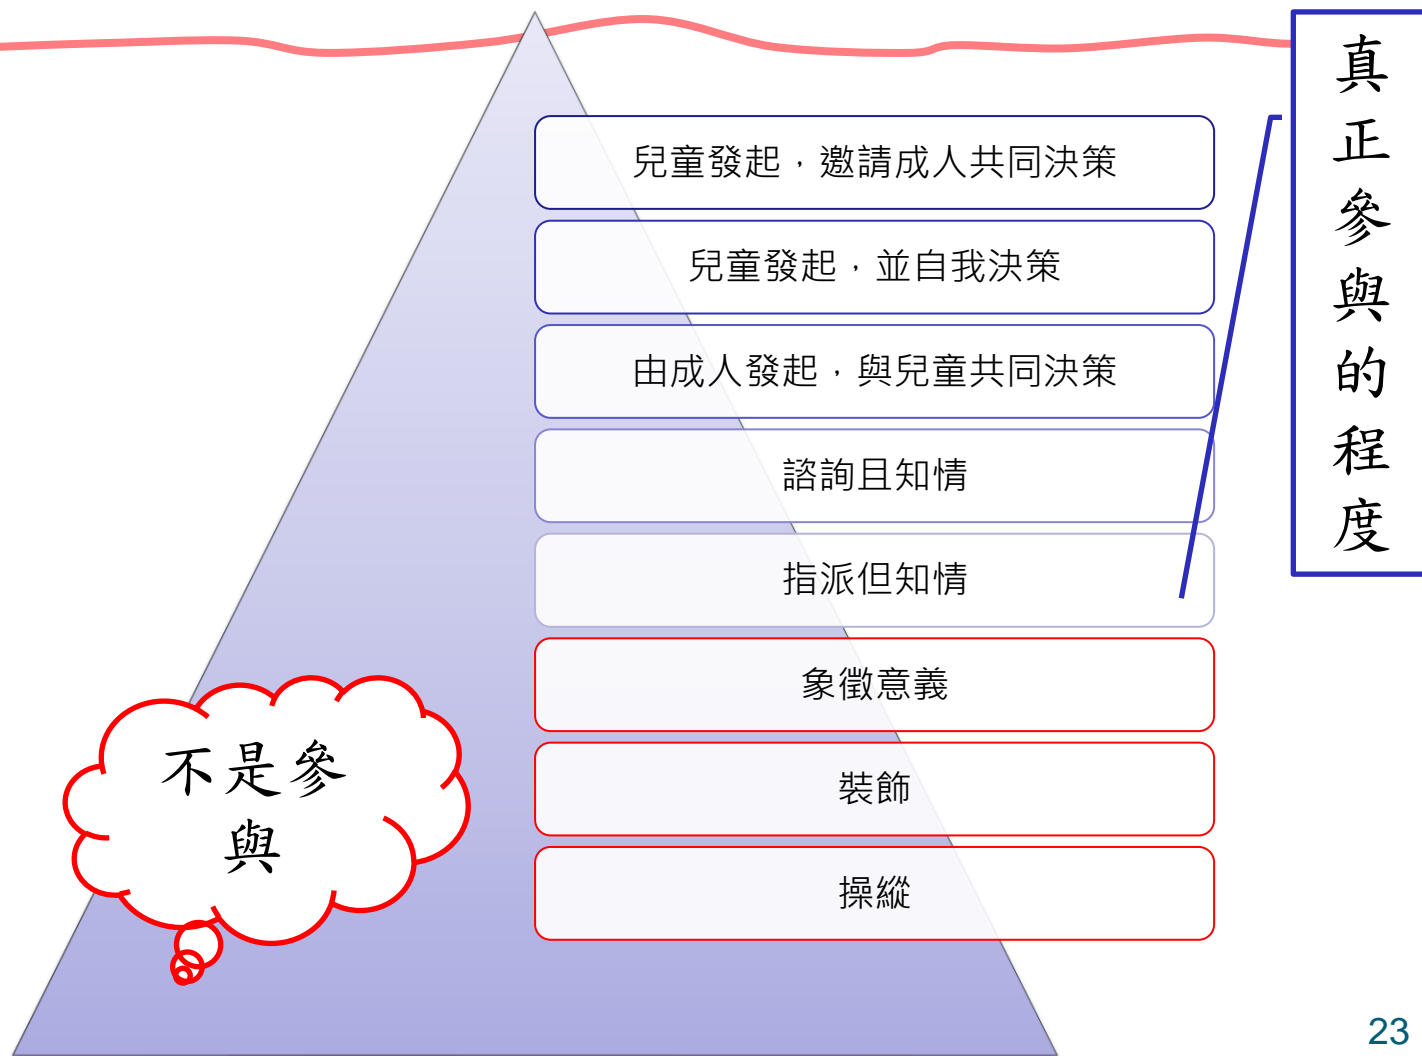 真正參與的程度
兒童發起，邀請成人共同決策
兒童發起，並自我決策
由成人發起，與兒童共同決策
諮詢且知情
指派但知情
象徵意義
裝飾
操縱
不是參
與
23